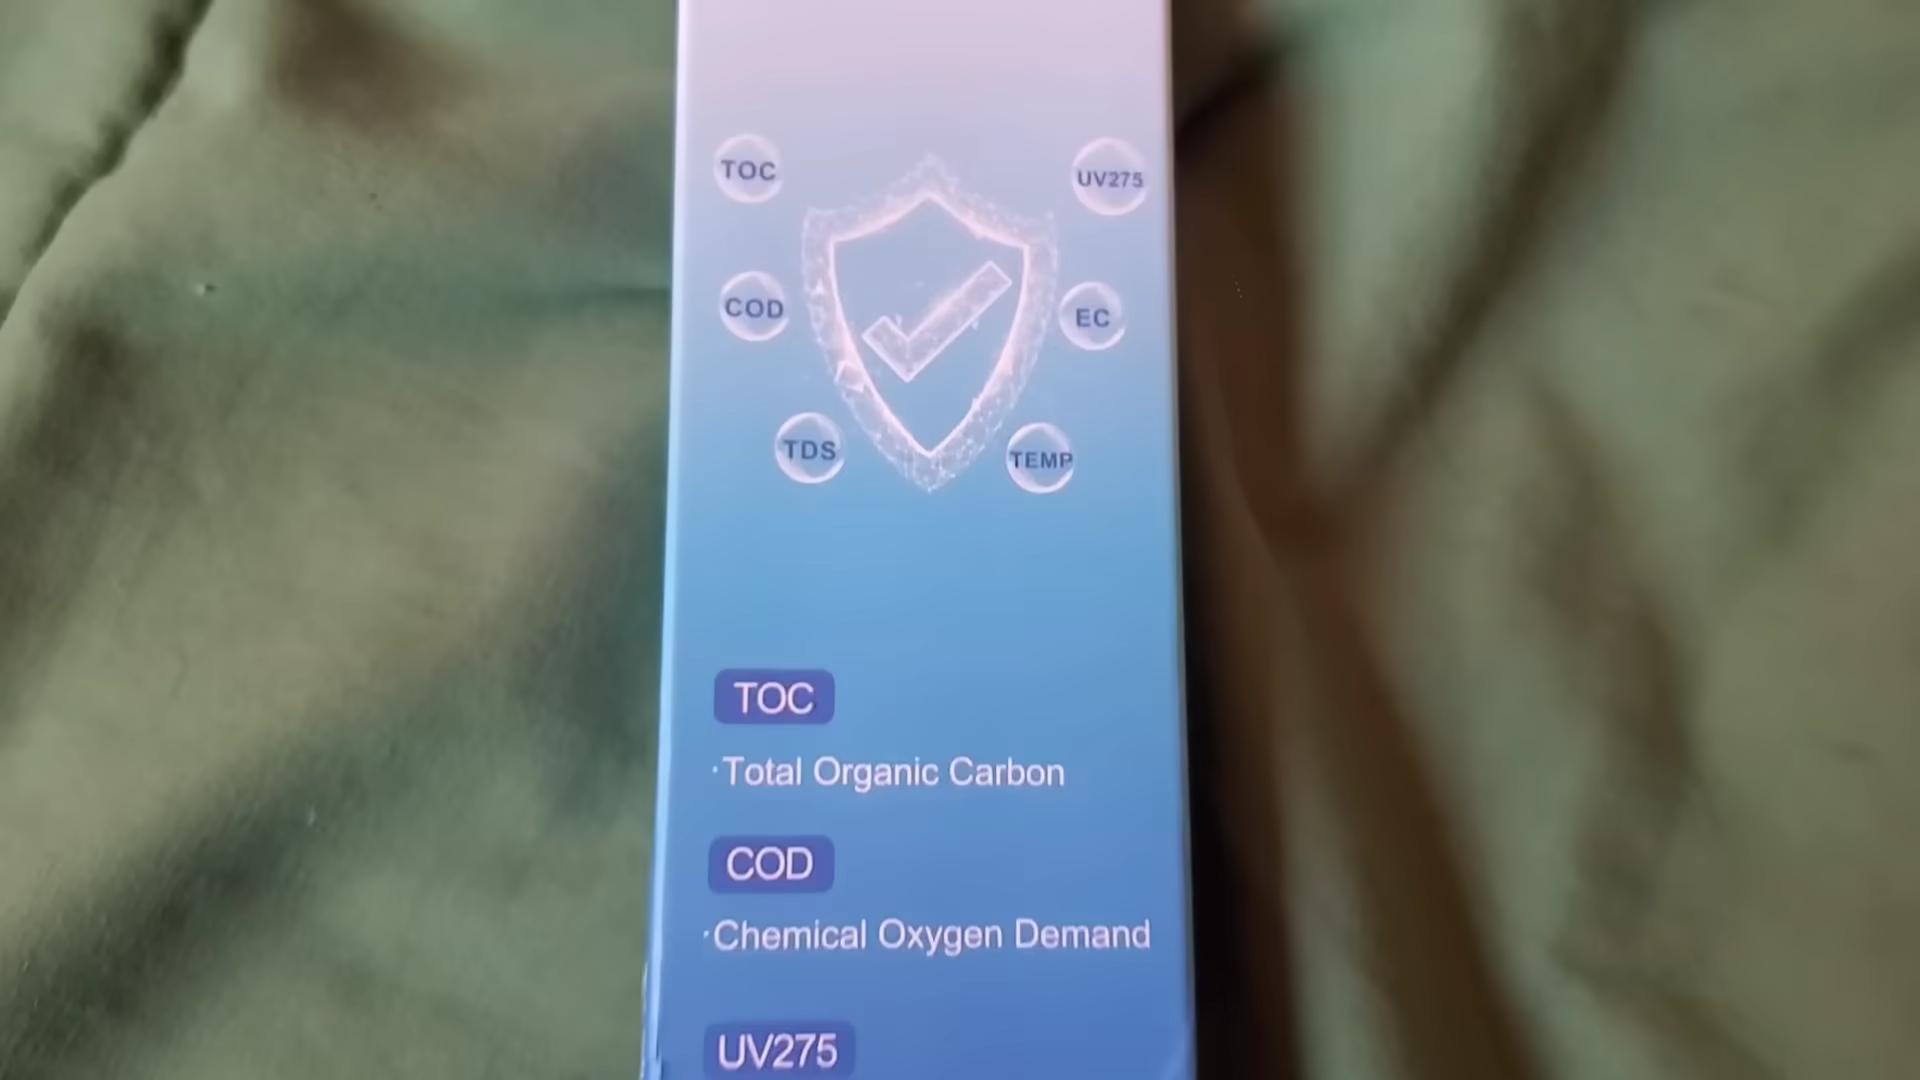 TOC
UV275
COD
EC
TDS
TEMP
TOC
·Total Organic Carbon
COD
·Chemical Oxygen Demand
UV275